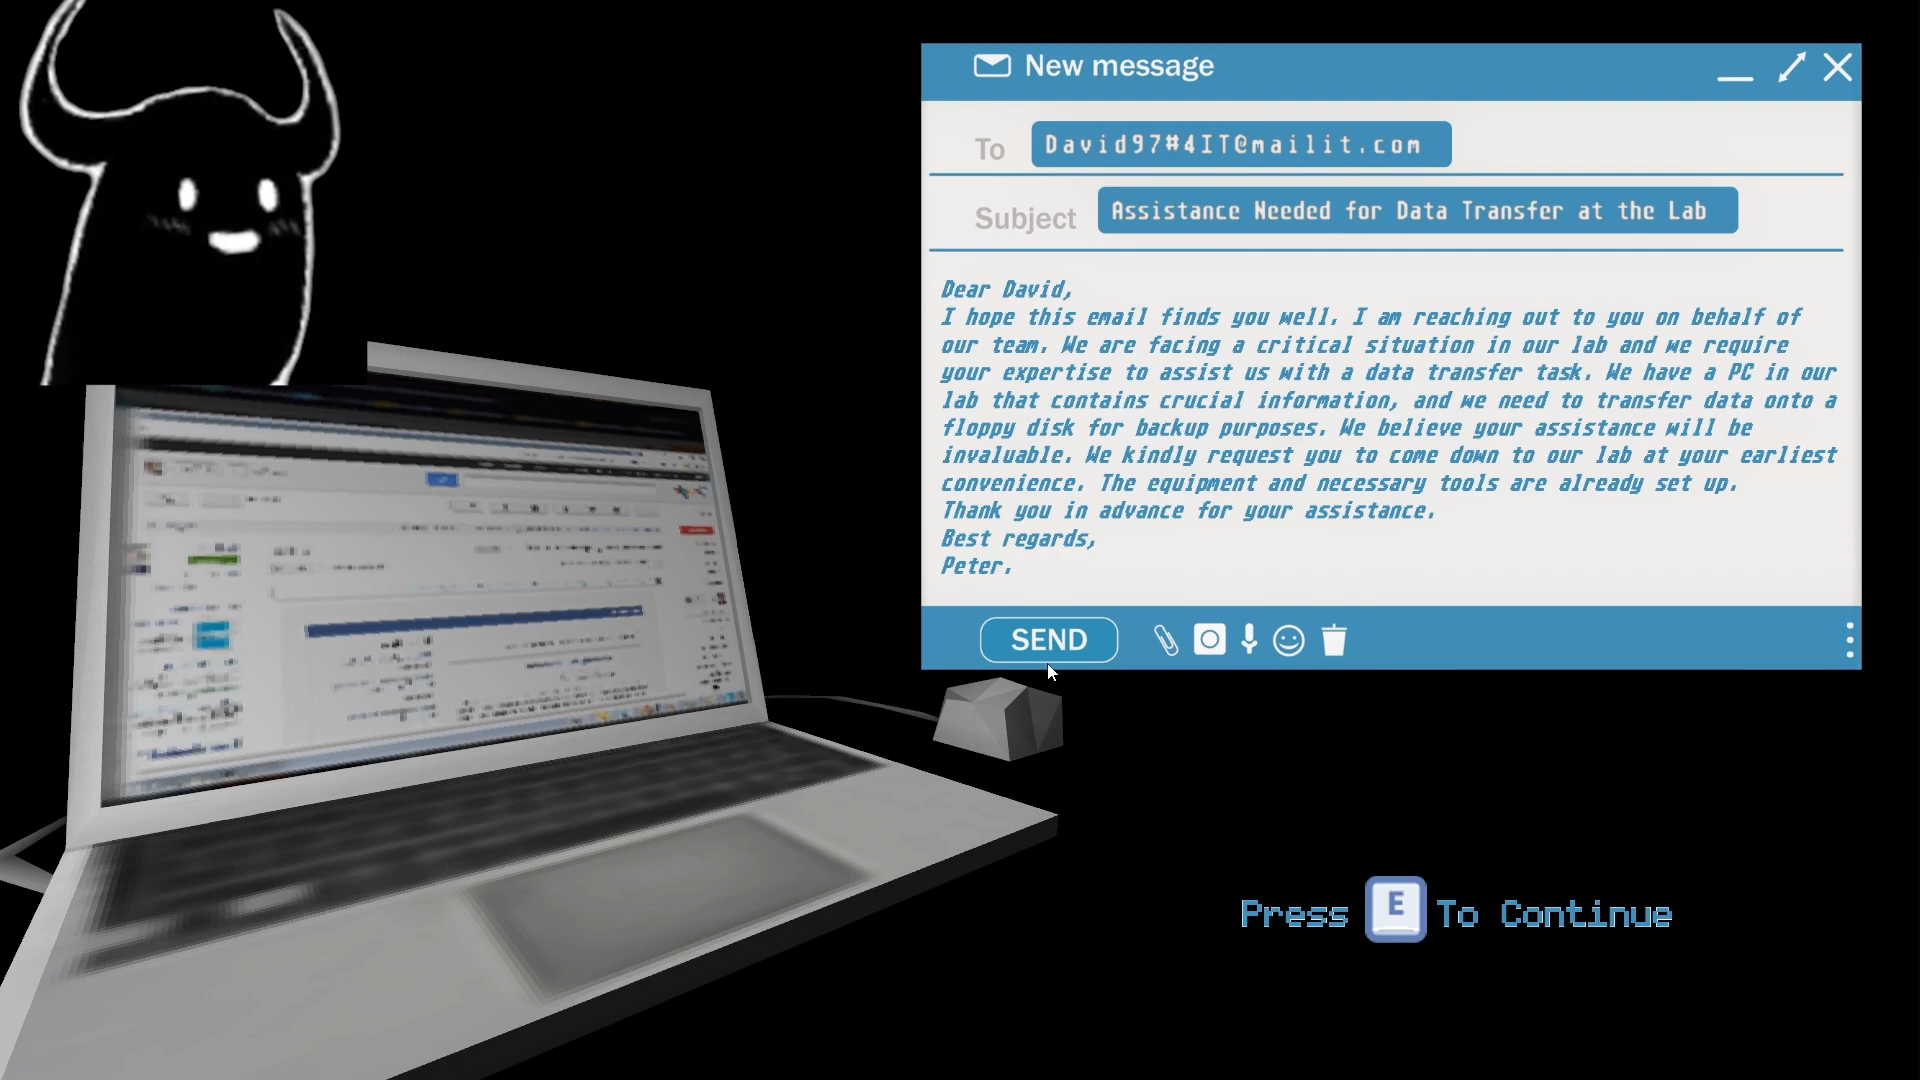 New message
To David97#4IT@mailit.com
Subject Assistance Needed for Data Transfer at the Lab
Dear David,
I hope this email finds you well. I am reaching out to you on behalf of
our team. We are facing a critical situation in our lab and we require
your expertise to assist us with a data transfer task. We have a PC in our
lab that contains crucial information, and we need to transfer data onto a
floppy disk for backup purposes. We believe your assistance will be
invaluable. We kindly request you to come down to our lab at your earliest
convenience. The equipment and necessary tools are already set up.
Thank you in advance for your assistance.
Best regards,
Peter.
SEND
Press E To Continue